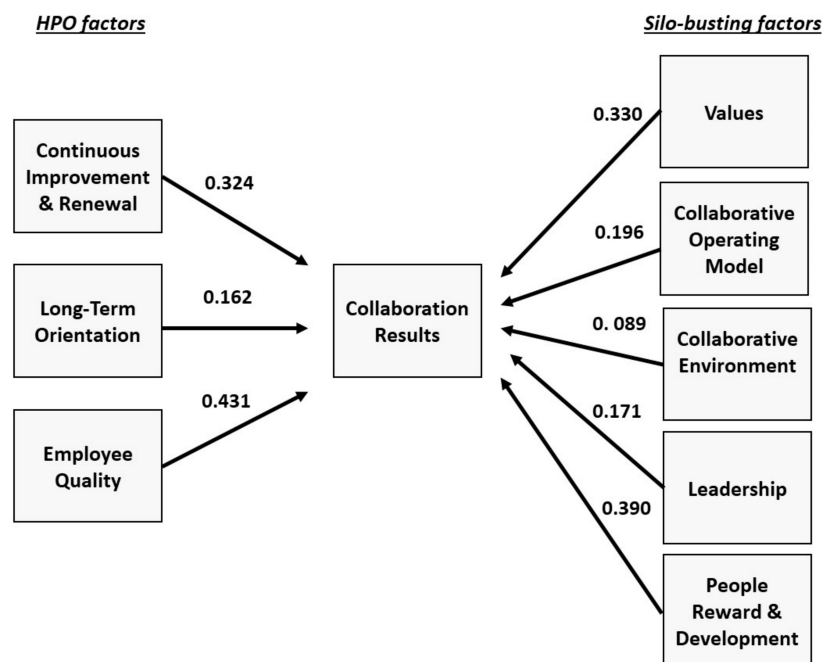 HPO factors
Continuous
Improvement
& Renewal
0.324
Long-Term
Orientation
0.162
Employee
Quality
0.431
Collaboration
Results
Silo-busting factors
Values
0.330
Collaborative
Operating
Model
0.196
Collaborative
Environment
0. 089
Leadership
0.171
People
Reward &
Development
0.390